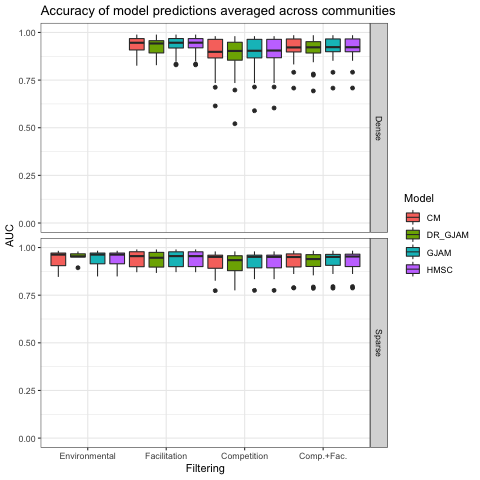 Accuracy of model predictions averaged across communities
1.00
0.75
0.50
0.25
0.00
Dense
1.00
0.75
0.50
0.25
0.00
Sparse
AUC
Environmental Facilitation Competition Comp.+Fac.
Filtering
Model
CM
DR_GJAM
GJAM
HMSC